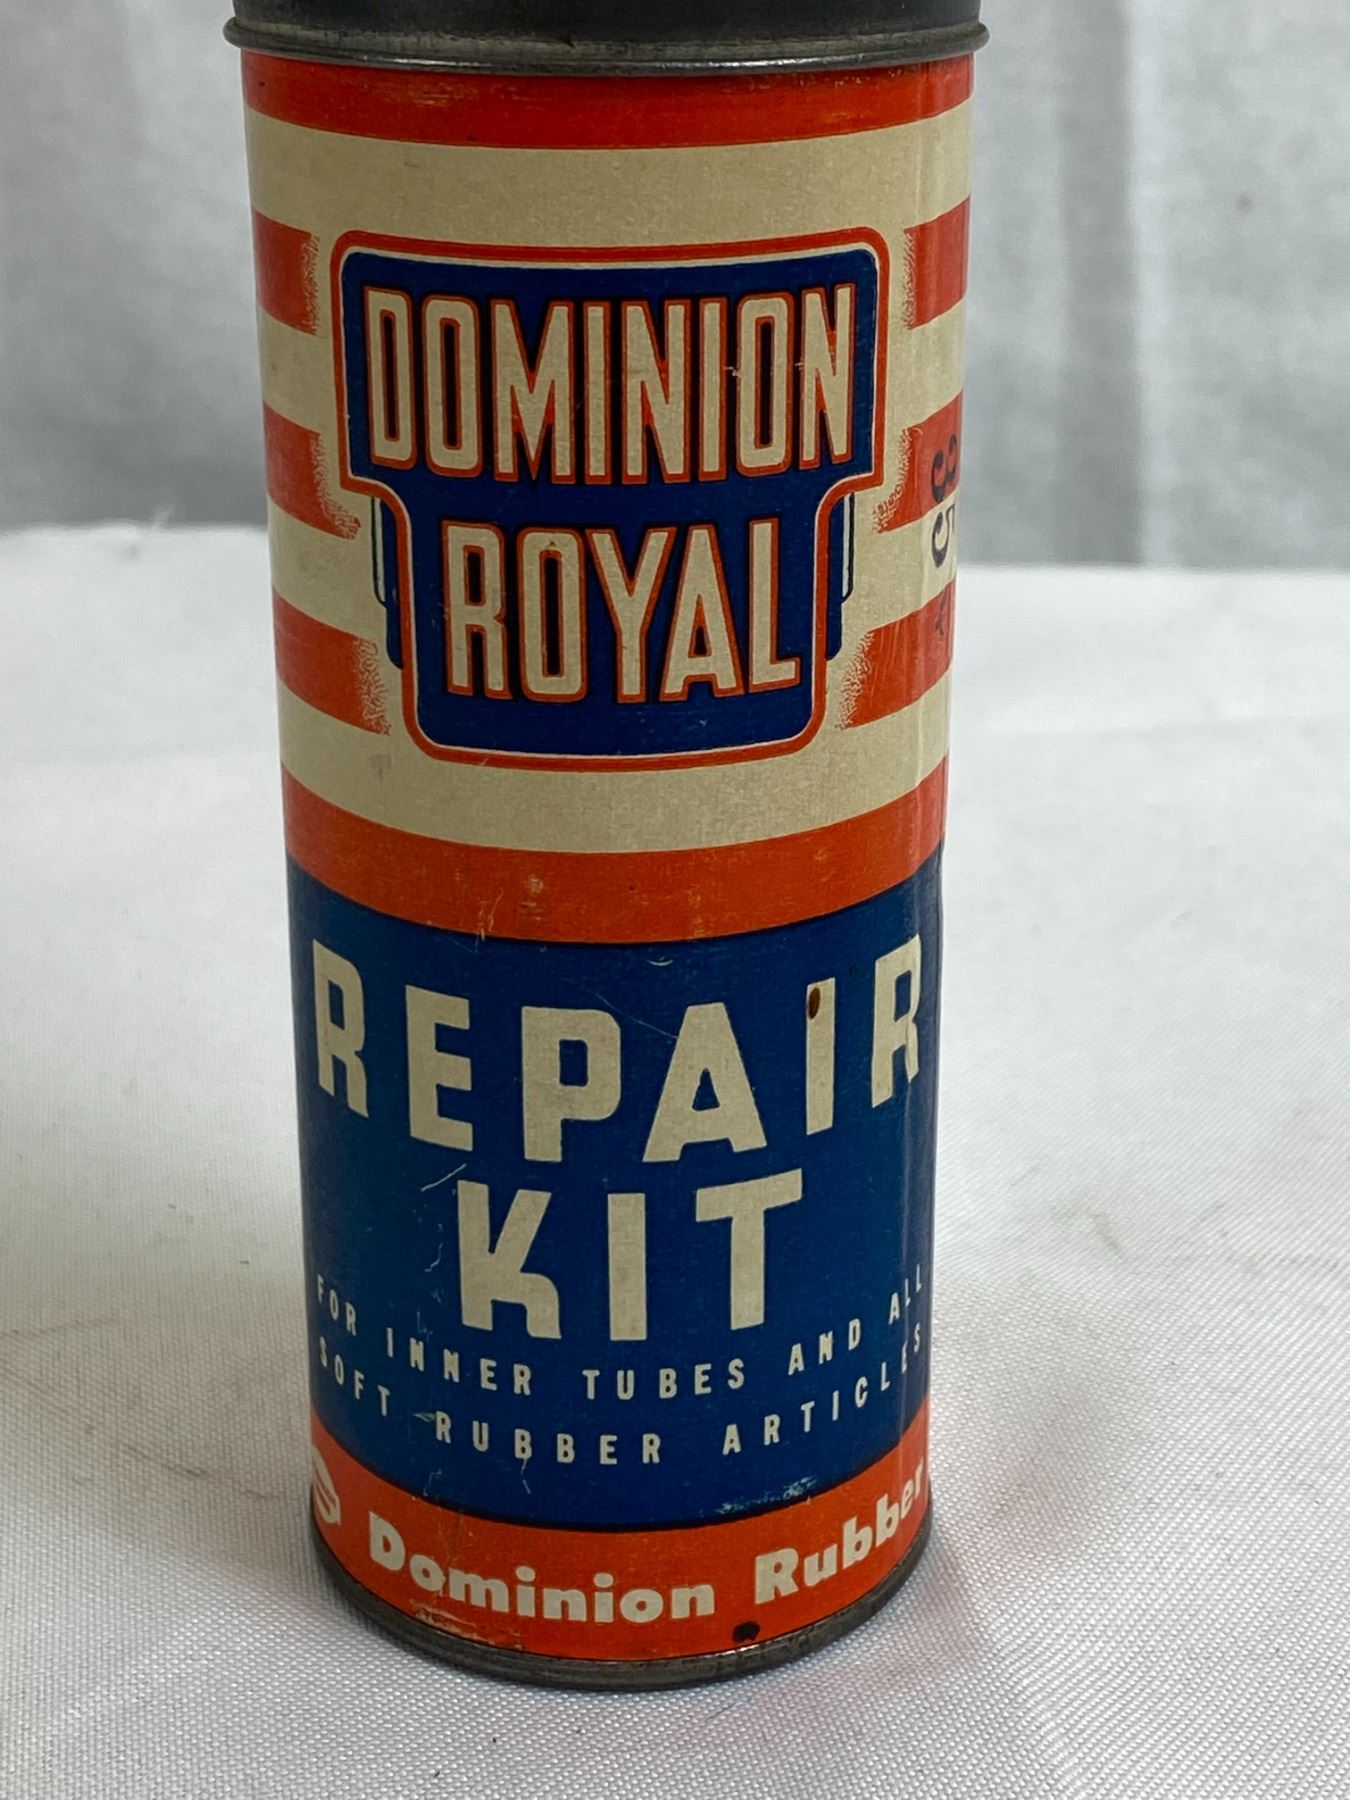 DOMINION
ROYAL
REPAIR
KIT
FOR INNER TUBES AND ALL
SOFT RUBBER ARTICLES
Dominion Rubber